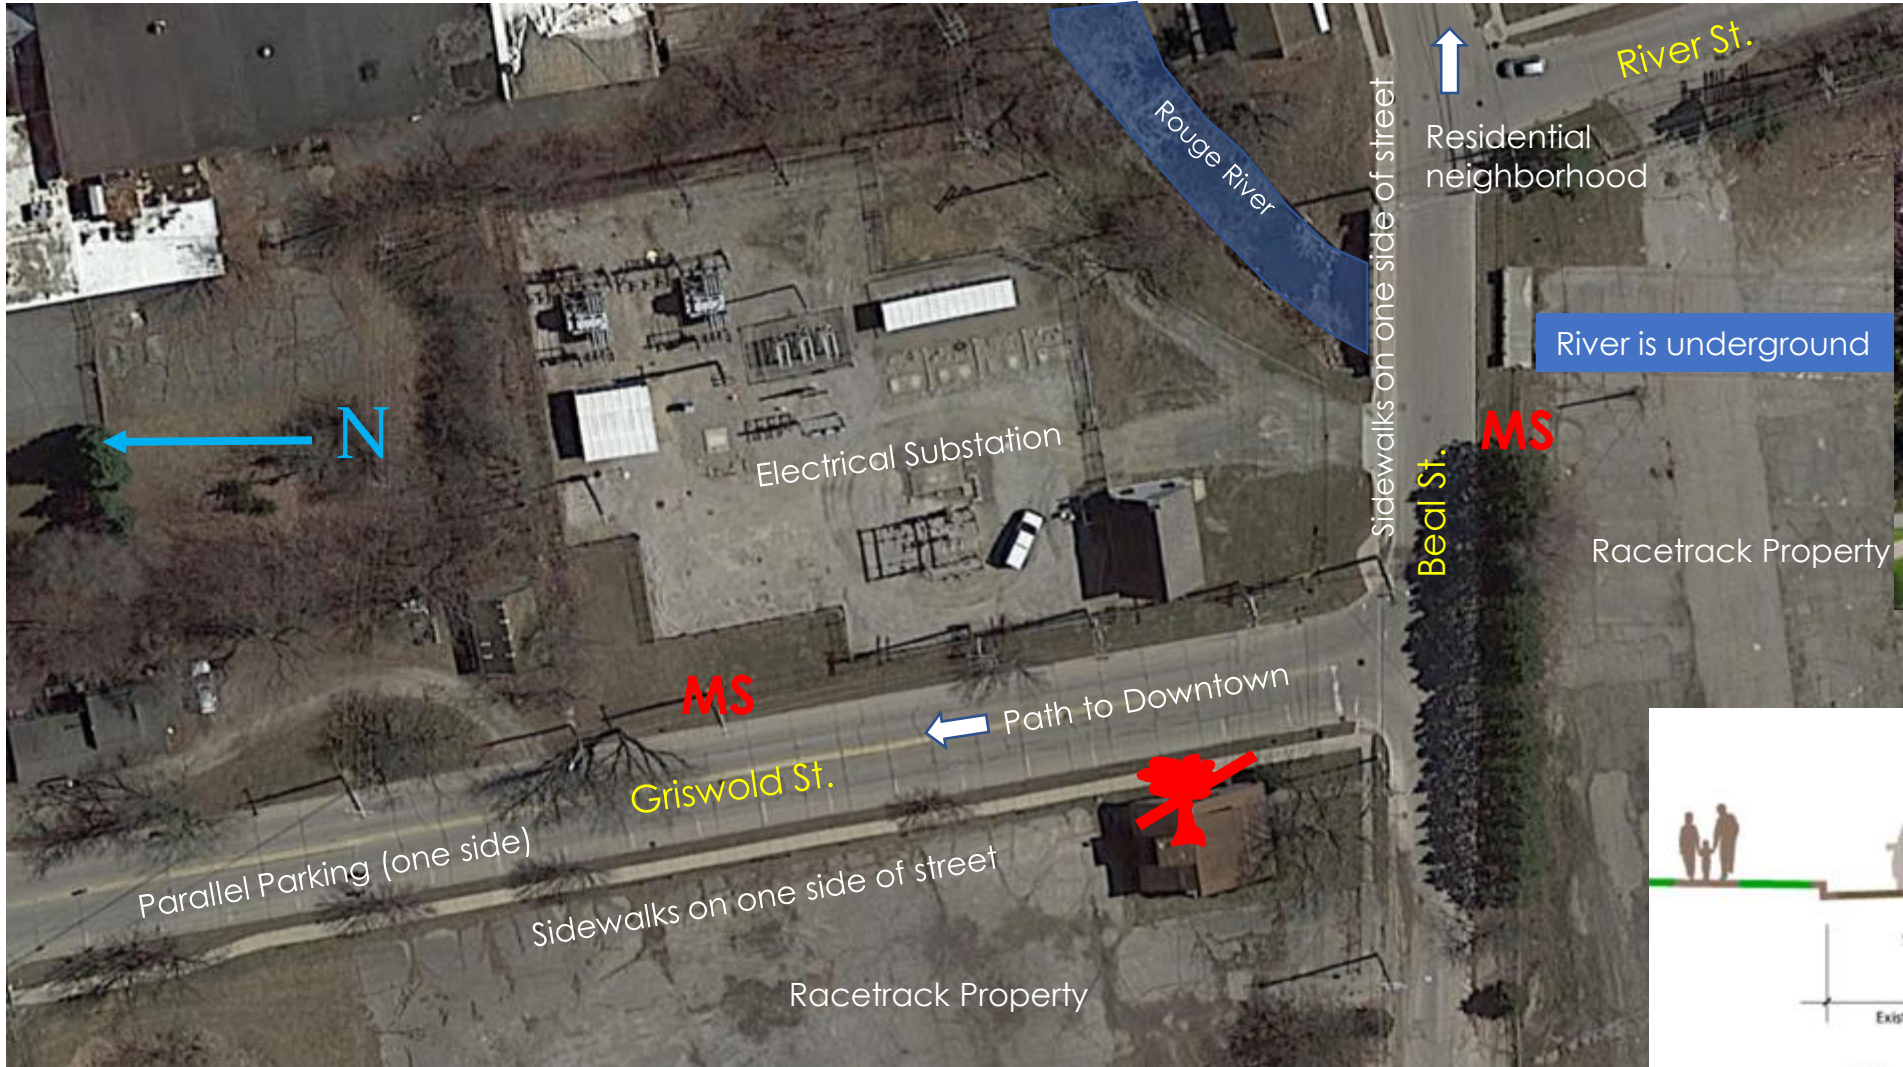 River St.
Sidewalks on one side of street
Residential
neighborhood
Rouge River
River is underground
N
MS
Electrical Substation
Beal St.
Racetrack Property
MS
Path to Downtown
Griswold St.
Parallel Parking (one side)
Sidewalks on one side of street
Racetrack Property